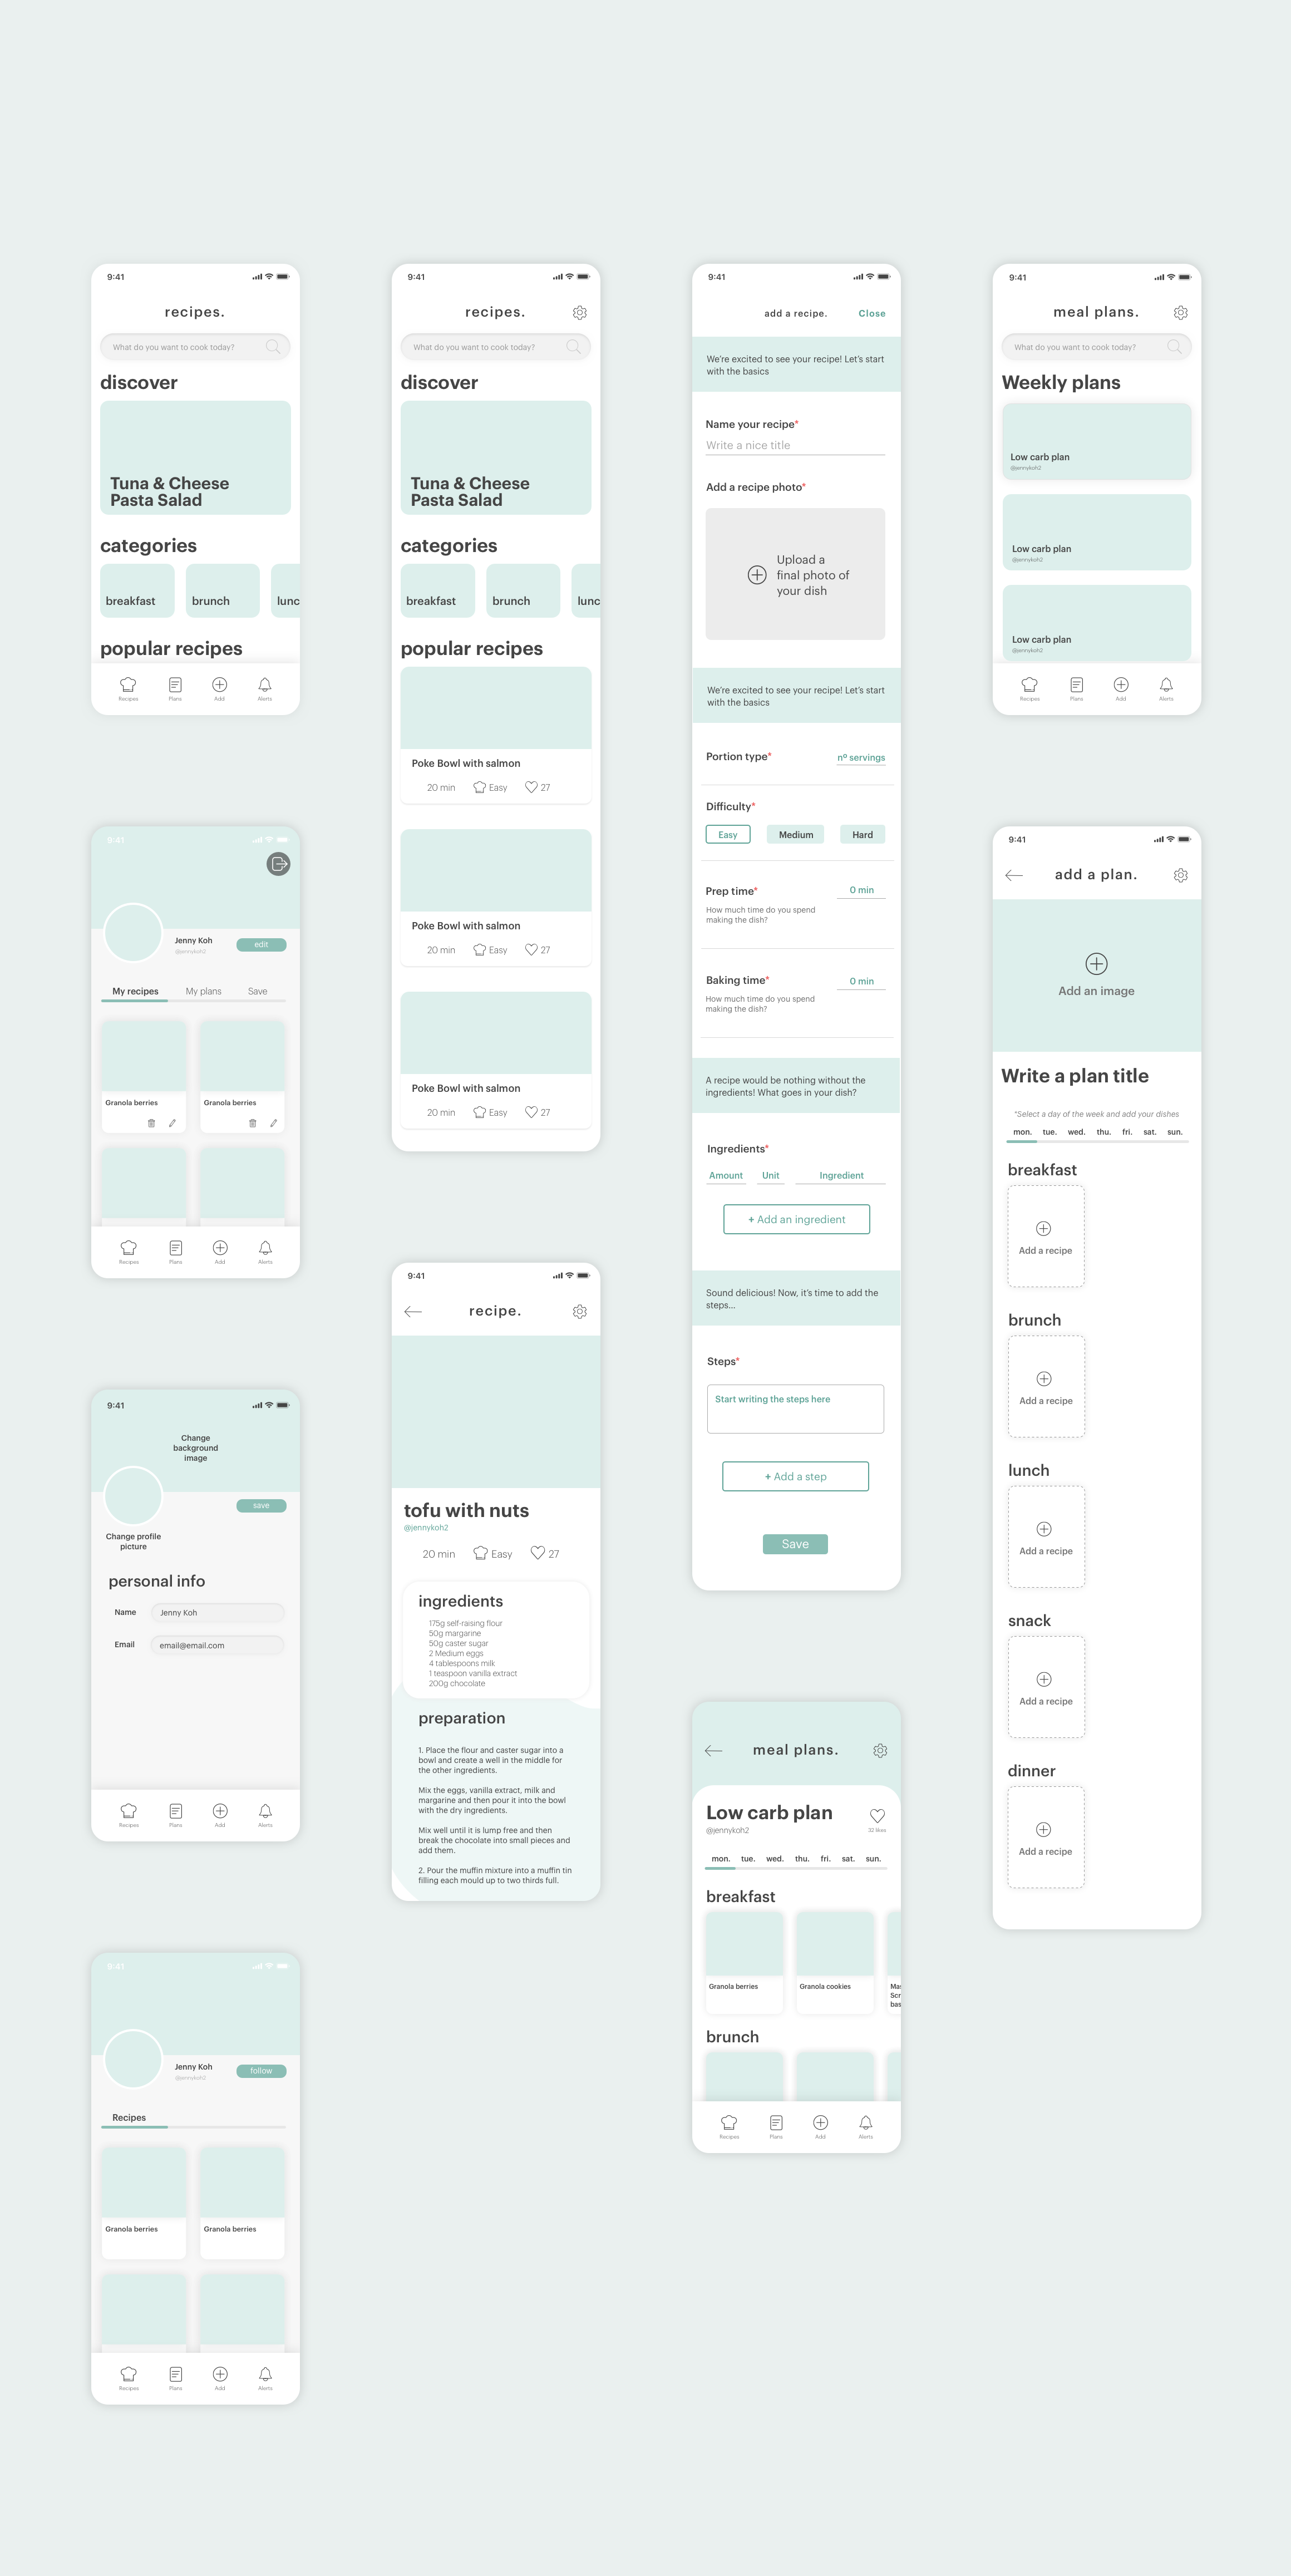 9:41
recipes.
What do you want to cook today?
discover
Tuna & Cheese
Pasta Salad
categories
breakfast
brunch
lunc
popular recipes
Recipes
Plans
Add
Alerts
9:41
Jenny Koh
@jennykoh2
edit
My recipes
My plans
Save
Granola berries
Granola berries
Recipes
Plans
Add
Alerts
9:41
Change
background
image
save
Change profile
picture
personal info
Name
Jenny Koh
Email
email@email.com
Recipes
Plans
Add
Alerts
9:41
Jenny Koh
@jennykoh2
follow
Recipes
Granola berries
Granola berries
Recipes
Plans
Add
Alerts
9:41
recipes.
What do you want to cook today?
discover
Tuna & Cheese
Pasta Salad
categories
breakfast
brunch
lunc
popular recipes
Poke Bowl with salmon
20 min
Easy
27
Poke Bowl with salmon
20 min
Easy
27
Poke Bowl with salmon
20 min
Easy
27
9:41
recipe.
tofu with nuts
@jennykoh2
20 min
Easy
27
ingredients
175g self-raising flour
50g margarine
50g caster sugar
2 Medium eggs
4 tablespoons milk
1 teaspoon vanilla extract
200g chocolate
preparation
1. Place the flour and caster sugar into a
bowl and create a well in the middle for
the other ingredients.
Mix the eggs, vanilla extract, milk and
margarine and then pour it into the bowl
with the dry ingredients.
Mix well until it is lump free and then
break the chocolate into small pieces and
add them.
2. Pour the muffin mixture into a muffin tin
filling each mould up to two thirds full.
9:41
add a recipe.
Close
We're excited to see your recipe! Let's start
with the basics
Name your recipe*
Write a nice title
Add a recipe photo*
Upload a
final photo of
your dish
We're excited to see your recipe! Let's start
with the basics
Portion type*
nº servings
Difficulty*
Easy
Medium
Hard
Prep time*
0 min
How much time do you spend
making the dish?
Baking time*
0 min
How much time do you spend
making the dish?
A recipe would be nothing without the
ingredients! What goes in your dish?
Ingredients*
Amount
Unit
Ingredient
+ Add an ingredient
Sound delicious! Now, it's time to add the
steps...
Steps*
Start writing the steps here
+ Add a step
Save
meal plans.
Low carb plan
@jennykoh2
32 likes
mon. tue. wed. thu. fri. sat. sun.
breakfast
Granola berries
Granola cookies
Mas
Scr
bas
brunch
Recipes
Plans
Add
Alerts
9:41
meal plans.
What do you want to cook today?
Weekly plans
Low carb plan
@jennykoh2
Low carb plan
@jennykoh2
Low carb plan
@jennykoh2
Recipes
Plans
Add
Alerts
9:41
add a plan.
Add an image
Write a plan title
*Select a day of the week and add your dishes
mon. tue. wed. thu. fri. sat. sun.
breakfast
Add a recipe
brunch
Add a recipe
lunch
Add a recipe
snack
Add a recipe
dinner
Add a recipe